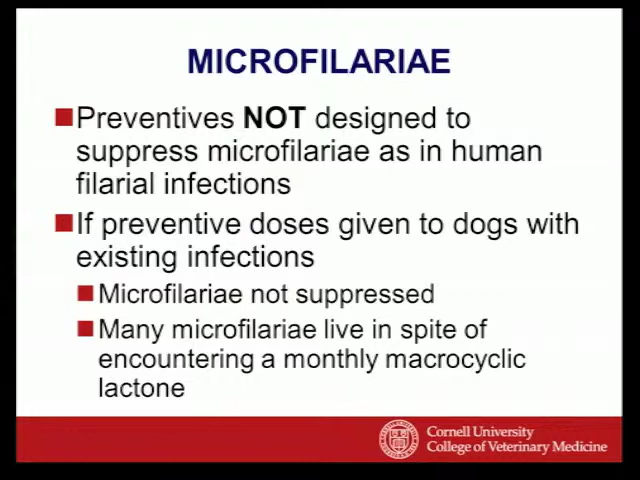 MICROFILARIAE
Preventives NOT designed to
suppress microfilariae as in human
filarial infections
If preventive doses given to dogs with
existing infections
Microfilariae not suppressed
Many microfilariae live in spite of
encountering a monthly macrocyclic
lactone
Cornell University
College of Veterinary Medicine